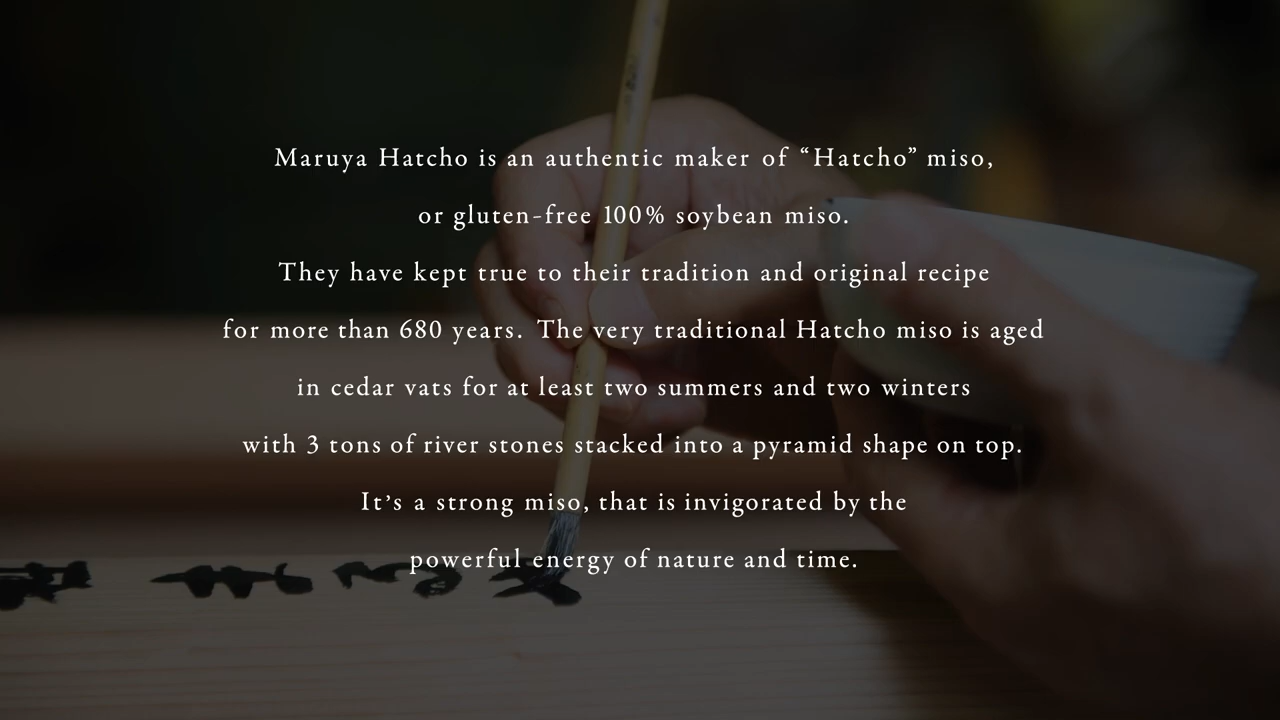 Maruya Hatcho is an authentic maker of “Hatcho” miso,
or gluten-free 100% soybean miso.
They have kept true to their tradition and original recipe
for more than 680 years. The very traditional Hatcho miso is aged
in cedar vats for at least two summers and two winters
with 3 tons of river stones stacked into a pyramid shape on top.
It’s a strong miso, that is invigorated by the
powerful energy of nature and time.